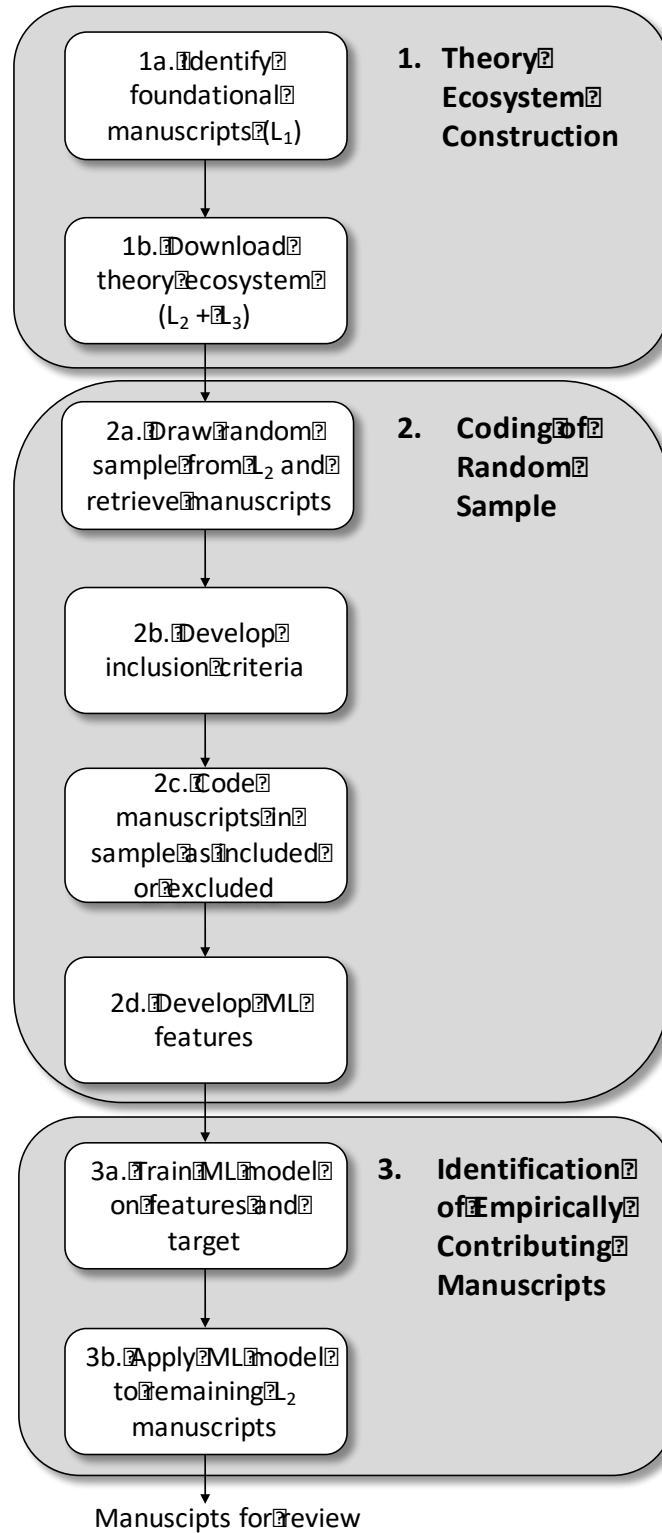 1a. Identify
foundational
manuscripts (L₁)
1. Theory
Ecosystem
Construction
1b. Download
theory ecosystem
(L₂ + L₃)
2a. Draw random
sample from L₂ and
retrieve manuscripts
2. Coding of
Random
Sample
2b. Develop
inclusion criteria
2c. Code
manuscripts in
sample as included
or excluded
2d. Develop ML
features
3a. Train ML model
on features and
target
3. Identification
of Empirically
Contributing
Manuscripts
3b. Apply ML model
to remaining L₂
manuscripts
Manuscipts for review